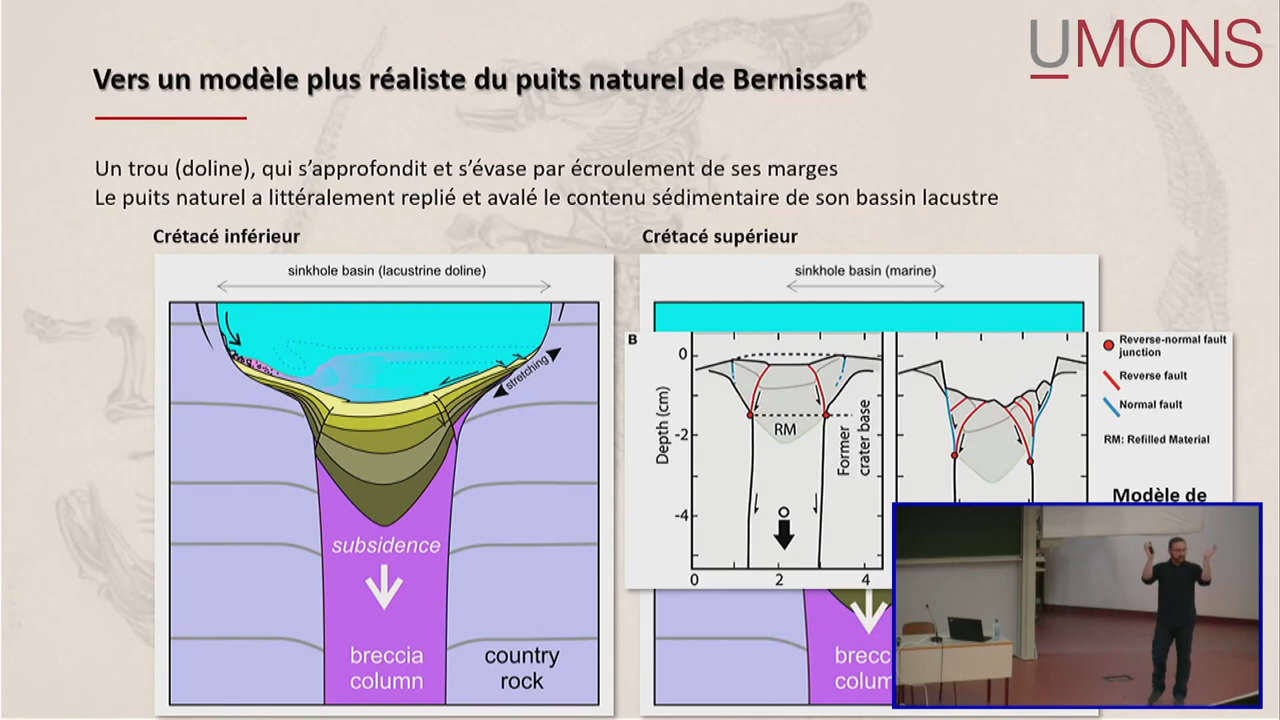 UMONS
Vers un modèle plus réaliste du puits naturel de Bernissart
Un trou (doline), qui s'approfondit et s'évase par écroulement de ses marges
Le puits naturel a littéralement replié et avalé le contenu sédimentaire de son bassin lacustre
Crétacé inférieur
sinkhole basin (lacustrine doline)
stretching
subsidence
breccia
column
country
rock
Crétacé supérieur
sinkhole basin (marine)
B
Depth (cm)
0
-2
-4
RM
Former
crater base
0
2
4
Reverse-normal fault
junction
Reverse fault
Normal fault
RM: Refilled Material
Modèle de
brecc
colum